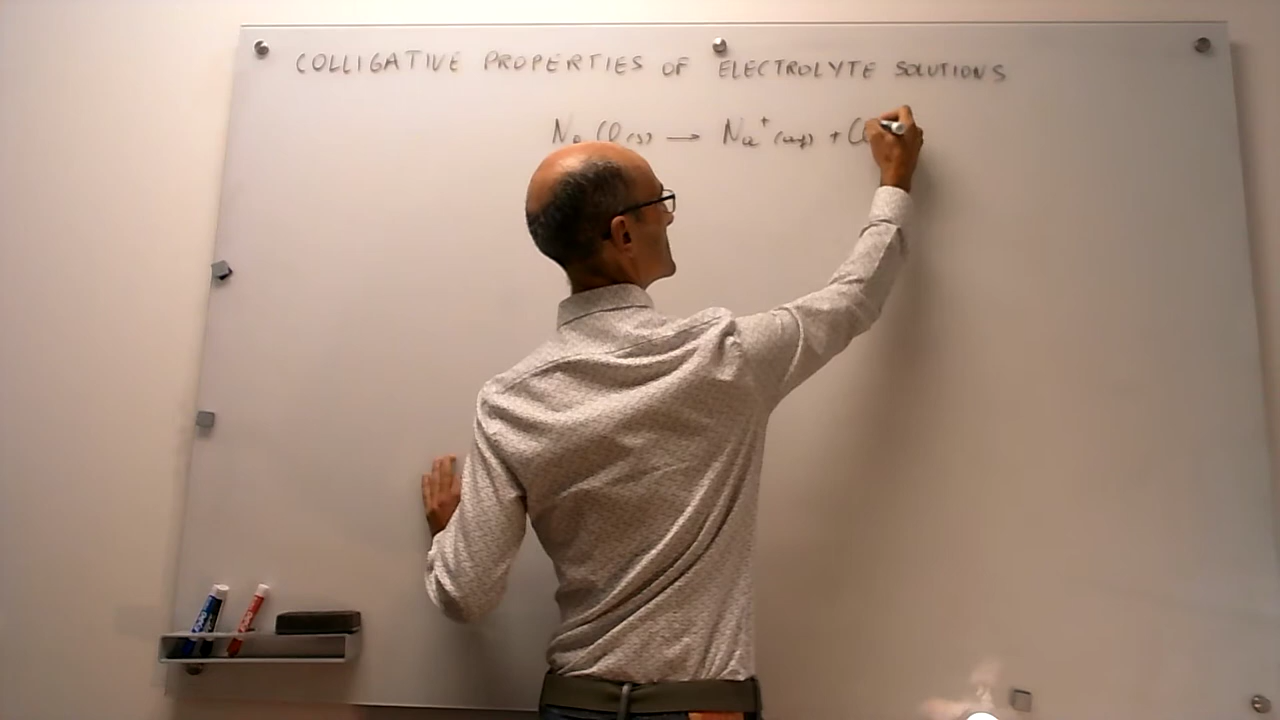 COLLIGATIVE PROPERTIES OF ELECTROLYTE SOLUTIONS
NaCl(s) → Na⁺(aq) + Cl